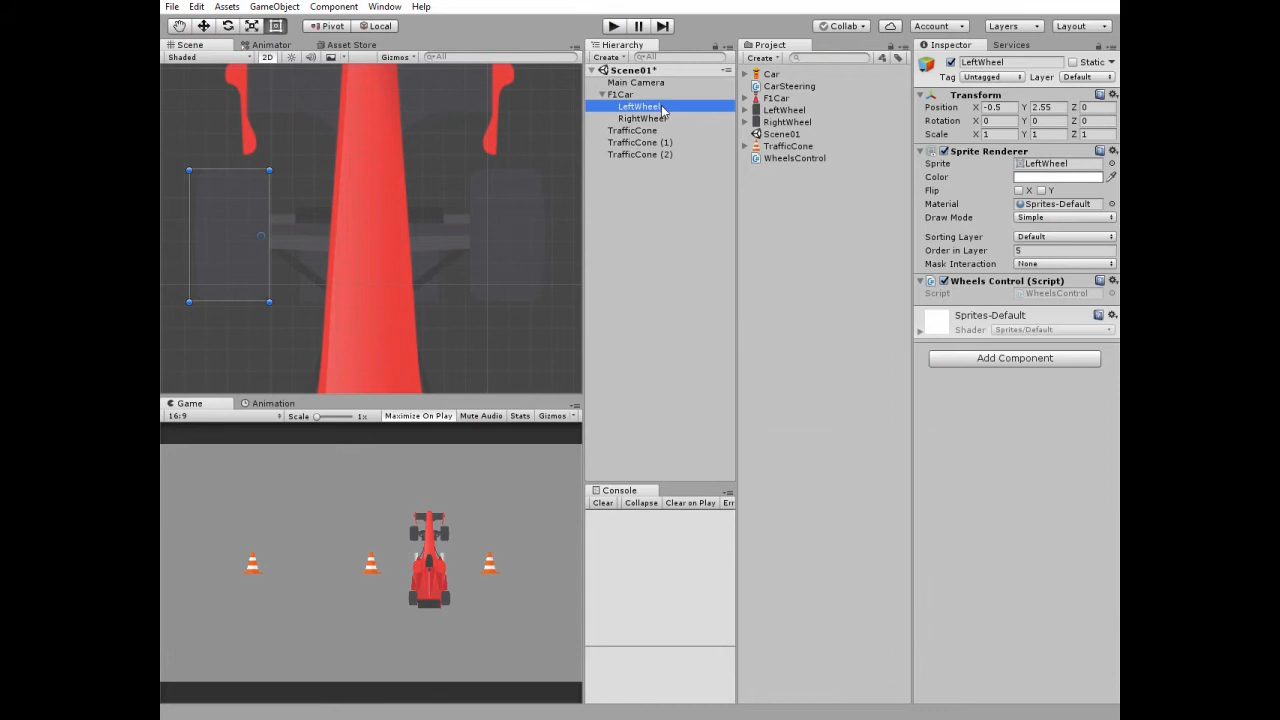 File Edit Assets GameObject Component Window Help
Pivot Local Collab Account Layers Layout
Scene Animator Asset Store
Shaded 2D Gizmos All
Hierarchy
Create All
Scene01*
Main Camera
F1Car
LeftWheel
RightWheel
TrafficCone
TrafficCone (1)
TrafficCone (2)
Project
Create
Car
CarSteering
F1Car
LeftWheel
RightWheel
Scene01
TrafficCone
WheelsControl
Inspector Services
LeftWheel Static
Tag Untagged Layer Default
Transform
Position X -0.5 Y 2.55 Z 0
Rotation X 0 Y 0 Z 0
Scale X 1 Y 1 Z 1
Sprite Renderer
Sprite LeftWheel
Color
Flip X Y
Material Sprites-Default
Draw Mode Simple
Sorting Layer Default
Order in Layer 5
Mask Interaction None
Wheels Control (Script)
Script WheelsControl
Sprites-Default
Shader Sprites/Default
Add Component
Game Animation
16:9 Scale 1x Maximize On Play Mute Audio Stats Gizmos
Console
Clear Collapse Clear on Play Err